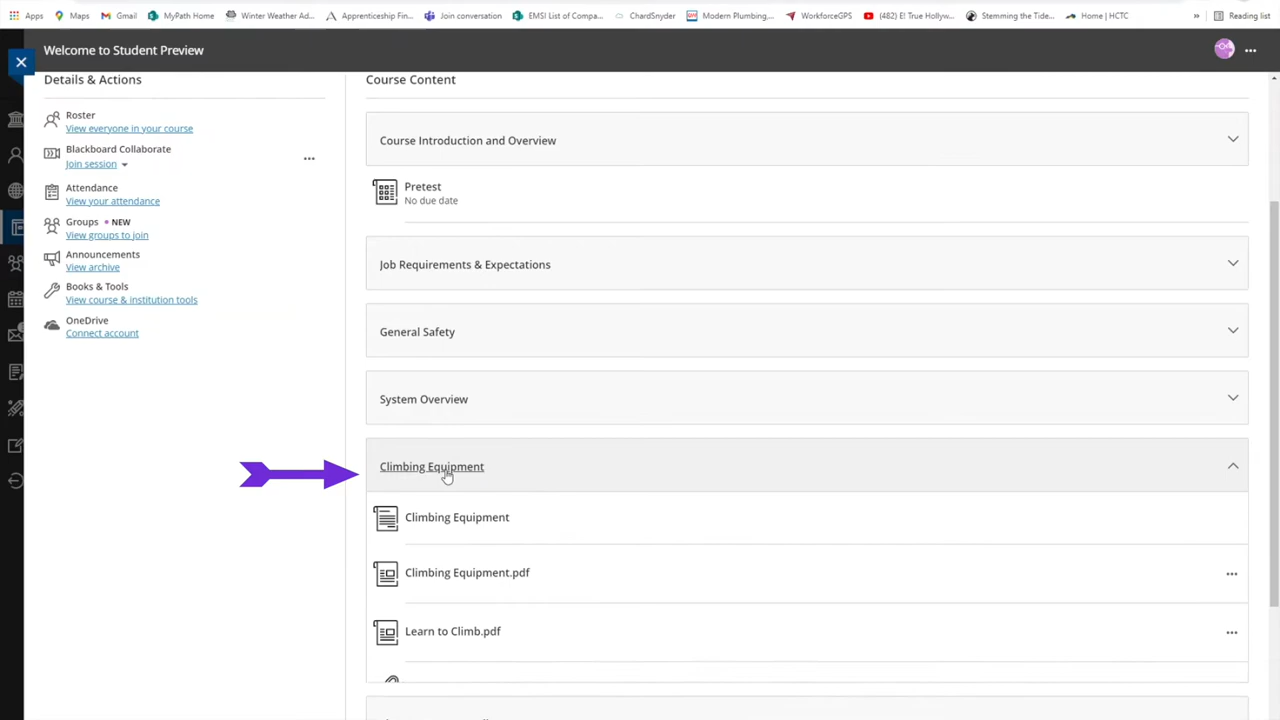 Apps
Maps
Gmail
MyPath Home
Winter Weather Ad...
Apprenticeship Fin...
Join conversation
EMSI List of Compa...
ChardSnyder
Modern Plumbing,...
WorkforceGPS
(482) E! True Hollyw...
Stemming the Tide...
Home | HCTC
»
Reading list
Welcome to Student Preview
Details & Actions
Roster
View everyone in your course
Blackboard Collaborate
Join session
Attendance
View your attendance
Groups • NEW
View groups to join
Announcements
View archive
Books & Tools
View course & institution tools
OneDrive
Connect account
Course Content
Course Introduction and Overview
Pretest
No due date
Job Requirements & Expectations
General Safety
System Overview
Climbing Equipment
Climbing Equipment
Climbing Equipment.pdf
Learn to Climb.pdf